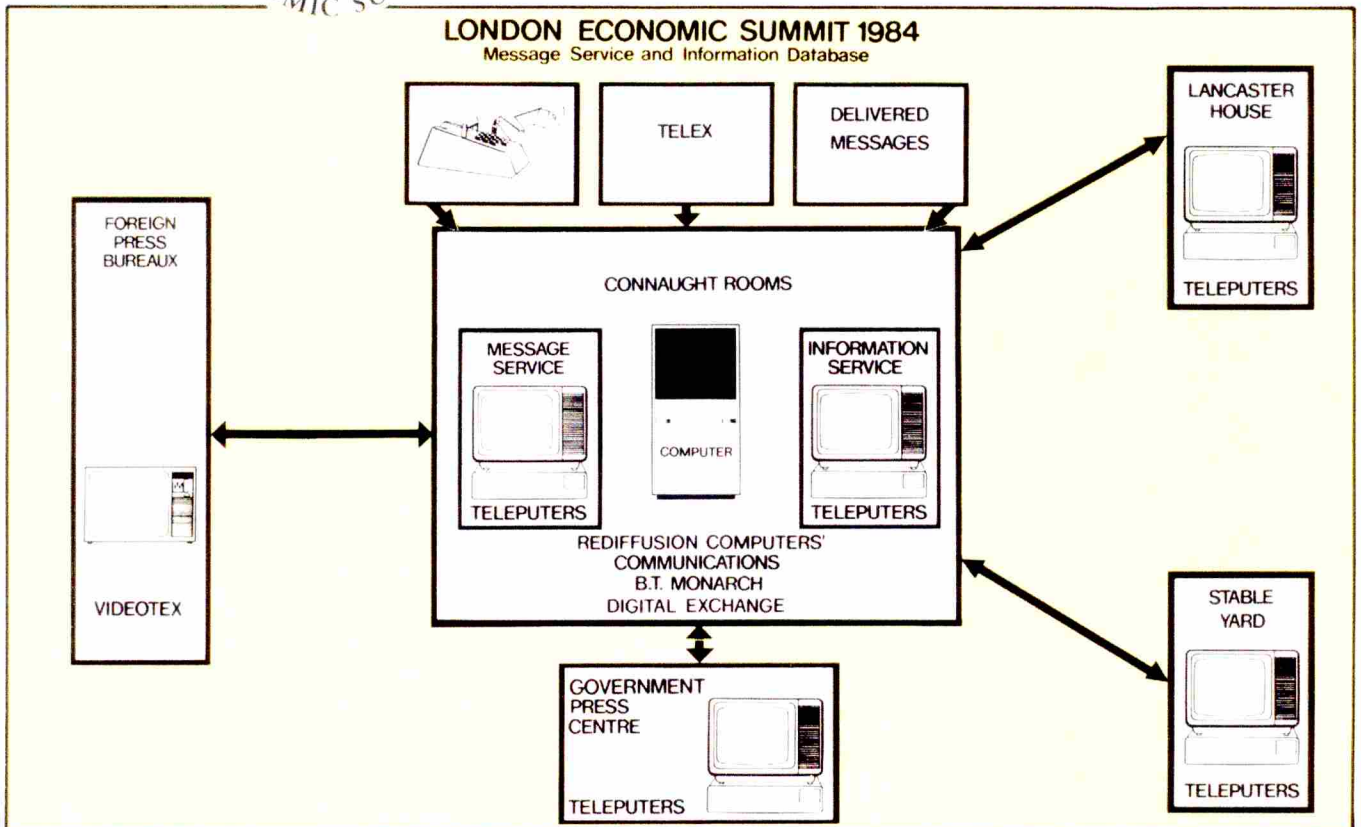 MIC SU
LONDON ECONOMIC SUMMIT 1984
Message Service and Information Database
TELEX
DELIVERED
MESSAGES
LANCASTER
HOUSE
TELEPUTERS
FOREIGN
PRESS
BUREAUX
VIDEOTEX
CONNAUGHT ROOMS
MESSAGE
SERVICE
TELEPUTERS
COMPUTER
INFORMATION
SERVICE
TELEPUTERS
REDIFFUSION COMPUTERS'
COMMUNICATIONS
B.T. MONARCH
DIGITAL EXCHANGE
GOVERNMENT
PRESS
CENTRE
TELEPUTERS
STABLE
YARD
TELEPUTERS